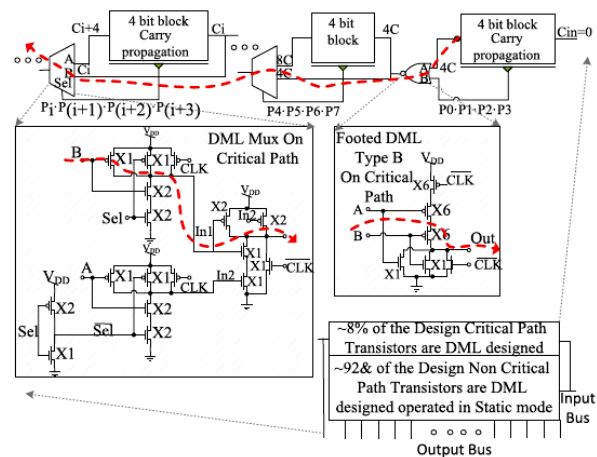 4 bit block
Carry
propagation
Ci+4
Ci
A
B
Sel
Ci
Pi·P(i+1)·P(i+2)·P(i+3)
4 bit
block
4C
8C
4C
P4·P5·P6·P7
4 bit block
Carry
propagation
Cin=0
A
B
4C
P0·P1·P2·P3
DML Mux On
Critical Path
VDD
B
X1
X1
CLK
X2
Sel
X2
VDD
X2
In2
X2
In1
X1
X1
CLK
X1
VDD
A
X1
X1
CLK
In2
X2
X2
VDD
X2
Sel
Sel
X1
Footed DML
Type B
On Critical
Path
VDD
X6
CLK
A
X6
B
X6
Out
X1
X1
CLK
~8% of the Design Critical Path
Transistors are DML designed
~92& of the Design Non Critical
Path Transistors are DML
designed operated in Static mode
Input
Bus
Output Bus